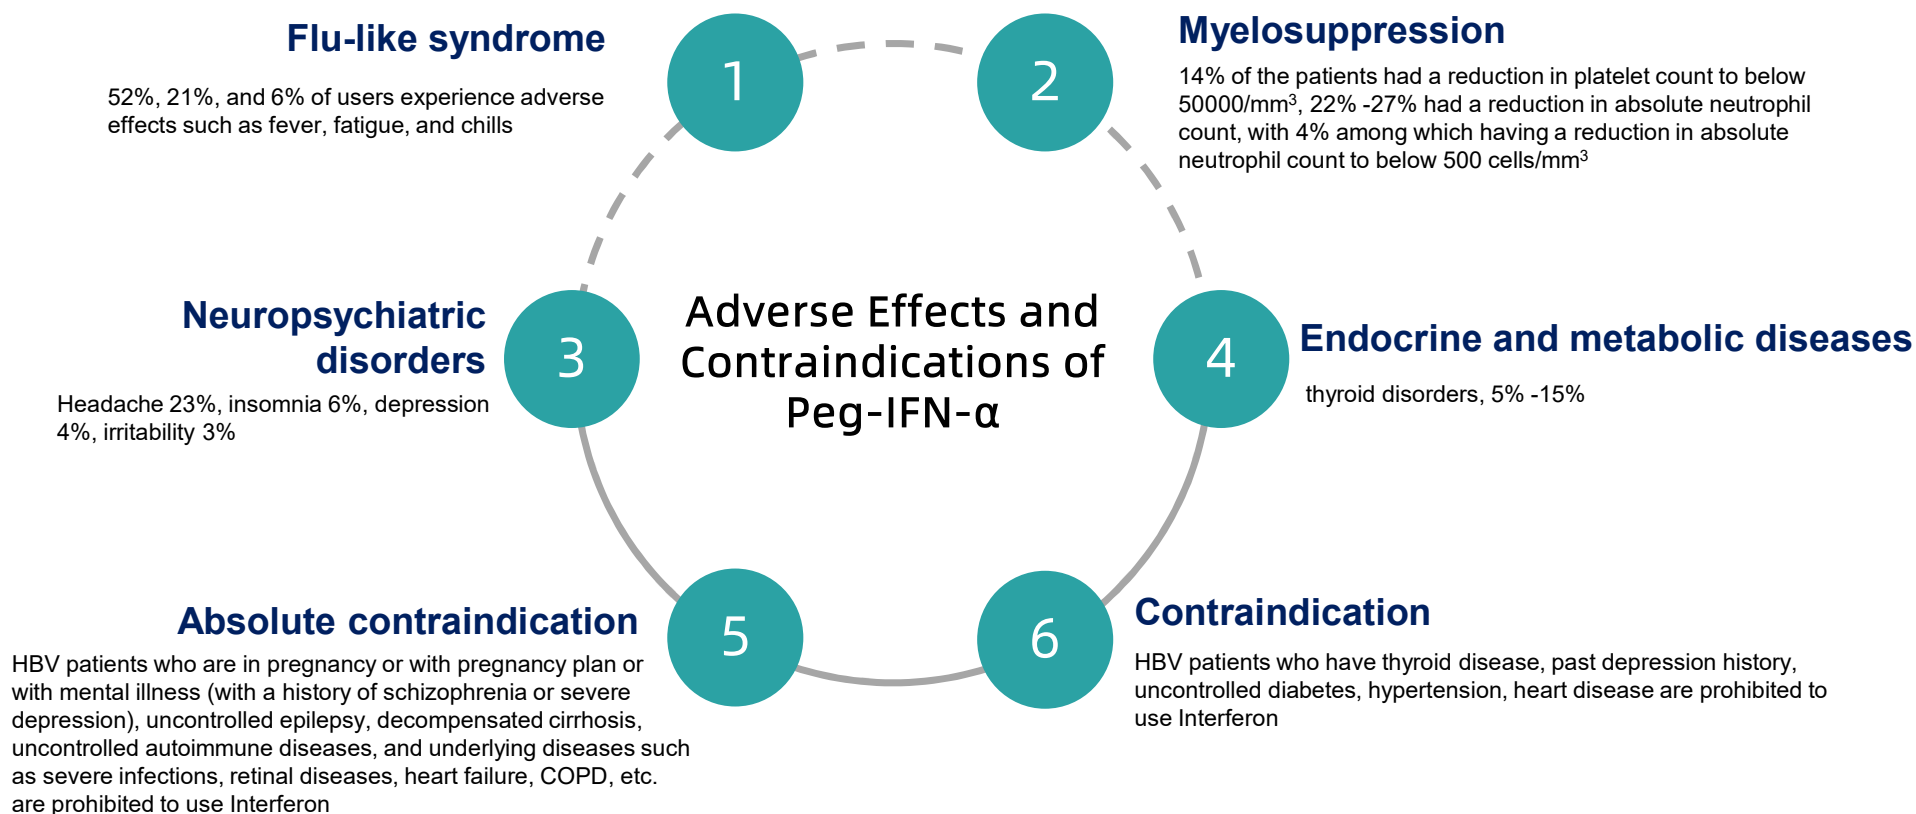 Flu-like syndrome
52%, 21%, and 6% of users experience adverse
effects such as fever, fatigue, and chills
1
2
Myelosuppression
14% of the patients had a reduction in platelet count to below
50000/mm³, 22% -27% had a reduction in absolute neutrophil
count, with 4% among which having a reduction in absolute
neutrophil count to below 500 cells/mm³
Neuropsychiatric
disorders
Headache 23%, insomnia 6%, depression
4%, irritability 3%
3
Adverse Effects and
Contraindications of
Peg-IFN-α
4
Endocrine and metabolic diseases
thyroid disorders, 5% -15%
Absolute contraindication
HBV patients who are in pregnancy or with pregnancy plan or
with mental illness (with a history of schizophrenia or severe
depression), uncontrolled epilepsy, decompensated cirrhosis,
uncontrolled autoimmune diseases, and underlying diseases such
as severe infections, retinal diseases, heart failure, COPD, etc.
are prohibited to use Interferon
5
6
Contraindication
HBV patients who have thyroid disease, past depression history,
uncontrolled diabetes, hypertension, heart disease are prohibited to
use Interferon